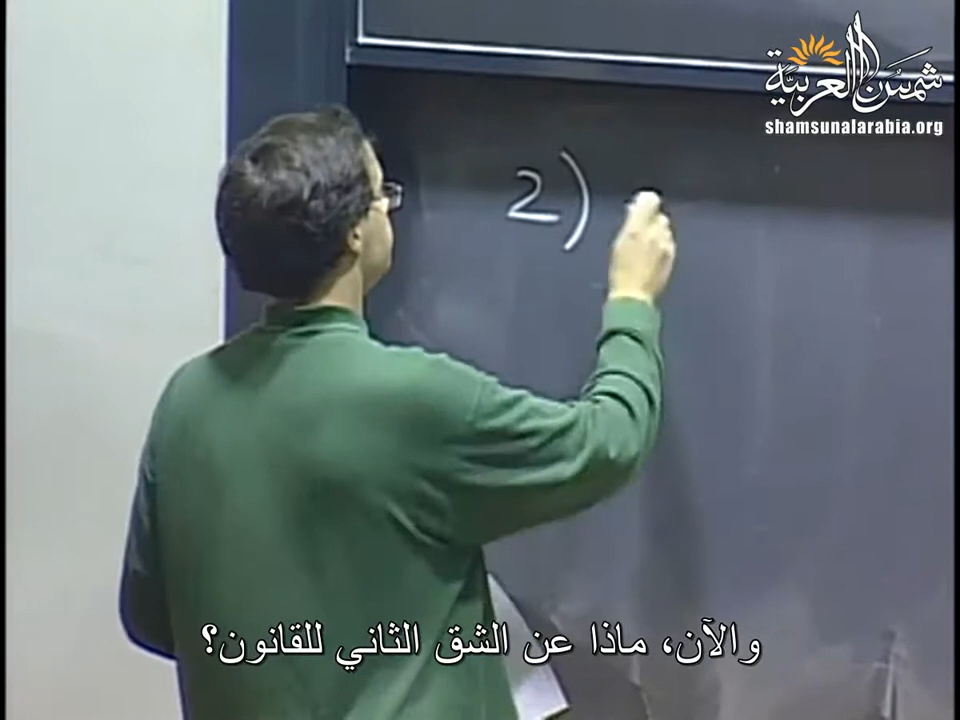 شمس العربية
shamsunalarabia.org
2)
والآن، ماذا عن الشق الثاني للقانون؟